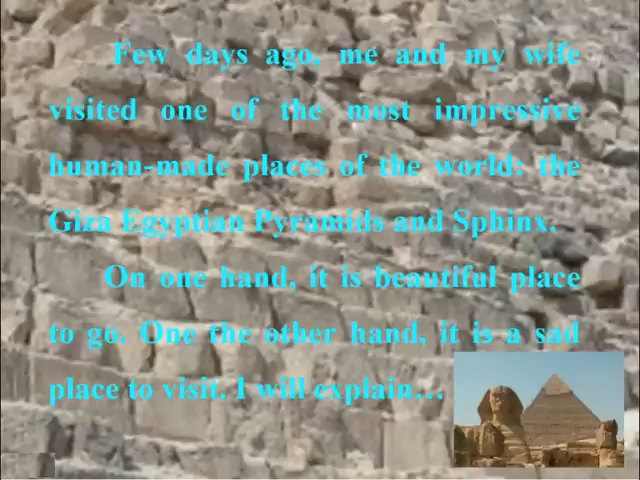 Few days ago, me and my wife
visited one of the most impressive
human-made places of the world: the
Giza Egyptian Pyramids and Sphinx.
On one hand, it is beautiful place
to go. One the other hand, it is a sad
place to visit. I will explain…